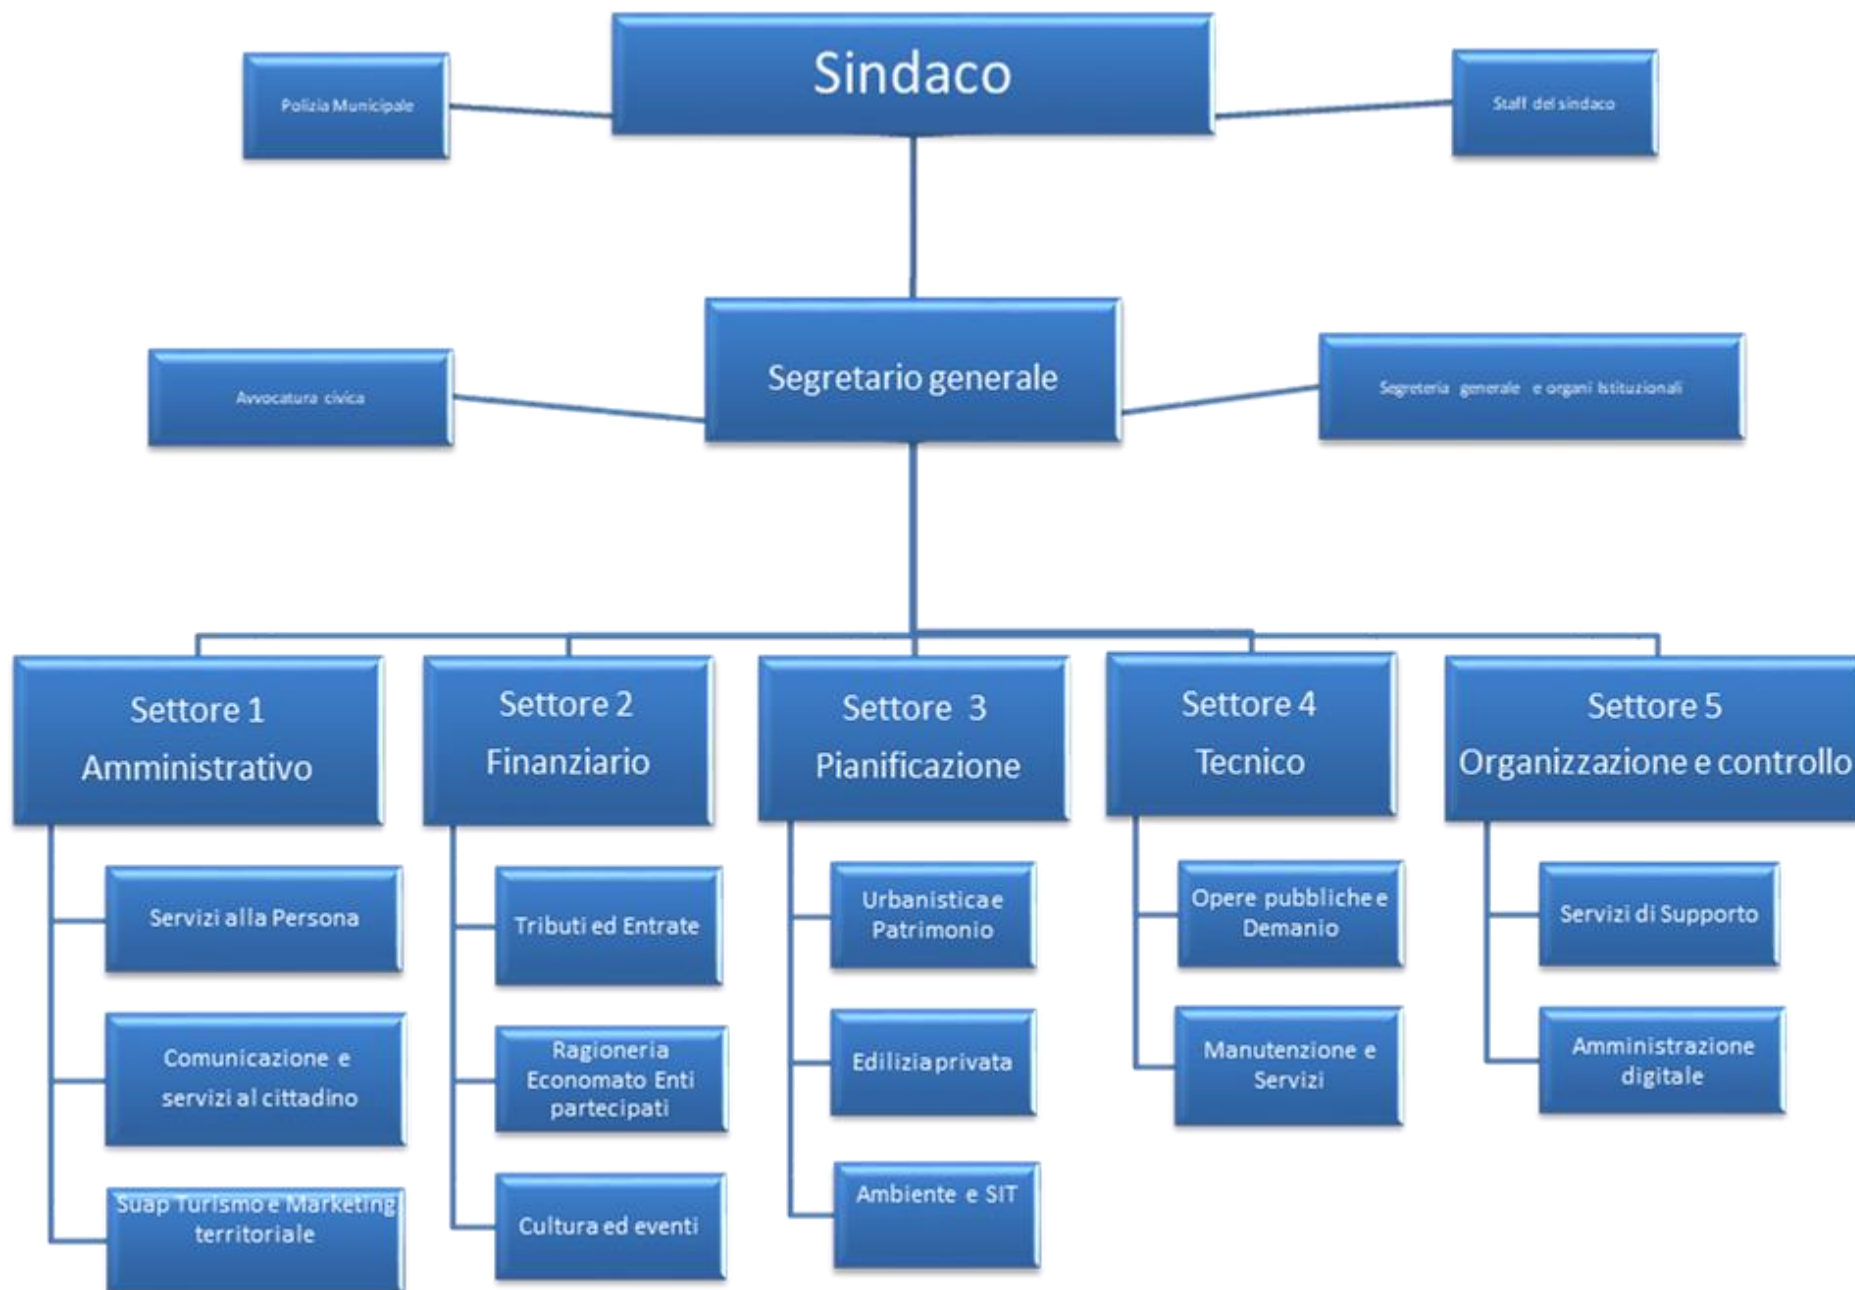 Sindaco
Polizia Municipale
Staff del sindaco
Segretario generale
Avvocatura civica
Segreteria generale e organi Istituzionali
Settore 1
Amministrativo
Servizi alla Persona
Comunicazione e
servizi al cittadino
Suap Turismo e Marketing
territoriale
Settore 2
Finanziario
Tributi ed Entrate
Ragioneria
Economato Enti
partecipati
Cultura ed eventi
Settore 3
Pianificazione
Urbanistica e
Patrimonio
Edilizia privata
Ambiente e SIT
Settore 4
Tecnico
Opere pubbliche e
Demanio
Manutenzione e
Servizi
Settore 5
Organizzazione e controllo
Servizi di Supporto
Amministrazione
digitale